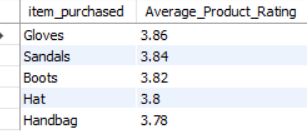 item_purchased Average_Product_Rating
Gloves 3.86
Sandals 3.84
Boots 3.82
Hat 3.8
Handbag 3.78